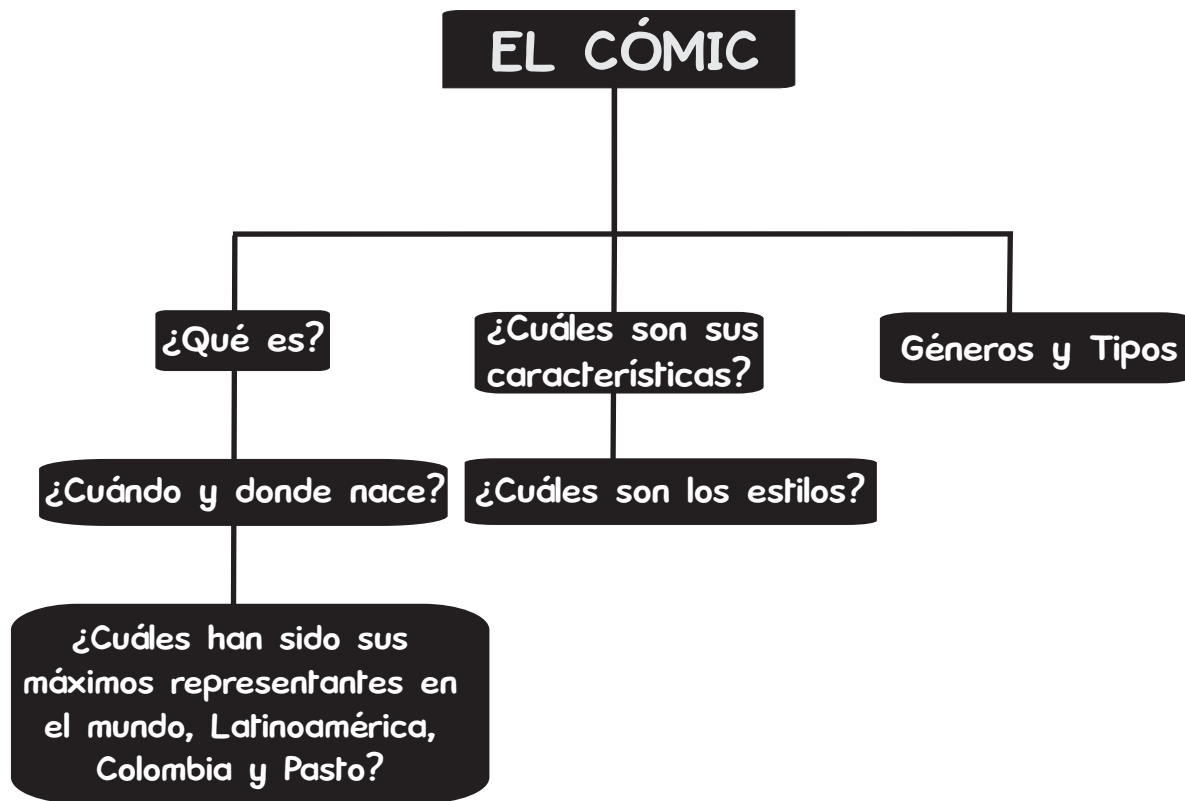 EL CÓMIC
¿Qué es?
¿Cuándo y donde nace?
¿Cuáles han sido sus
máximos representantes en
el mundo, Latinoamérica,
Colombia y Pasto?
¿Cuáles son sus
características?
¿Cuáles son los estilos?
Géneros y Tipos